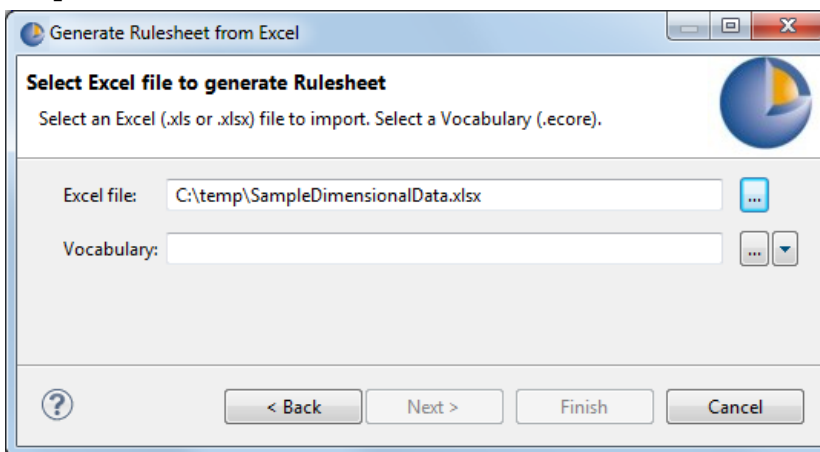 Generate Rulesheet from Excel
Select Excel file to generate Rulesheet
Select an Excel (.xls or .xlsx) file to import. Select a Vocabulary (.ecore).
Excel file: C:\temp\SampleDimensionalData.xlsx ...
Vocabulary: ...
? < Back Next > Finish Cancel